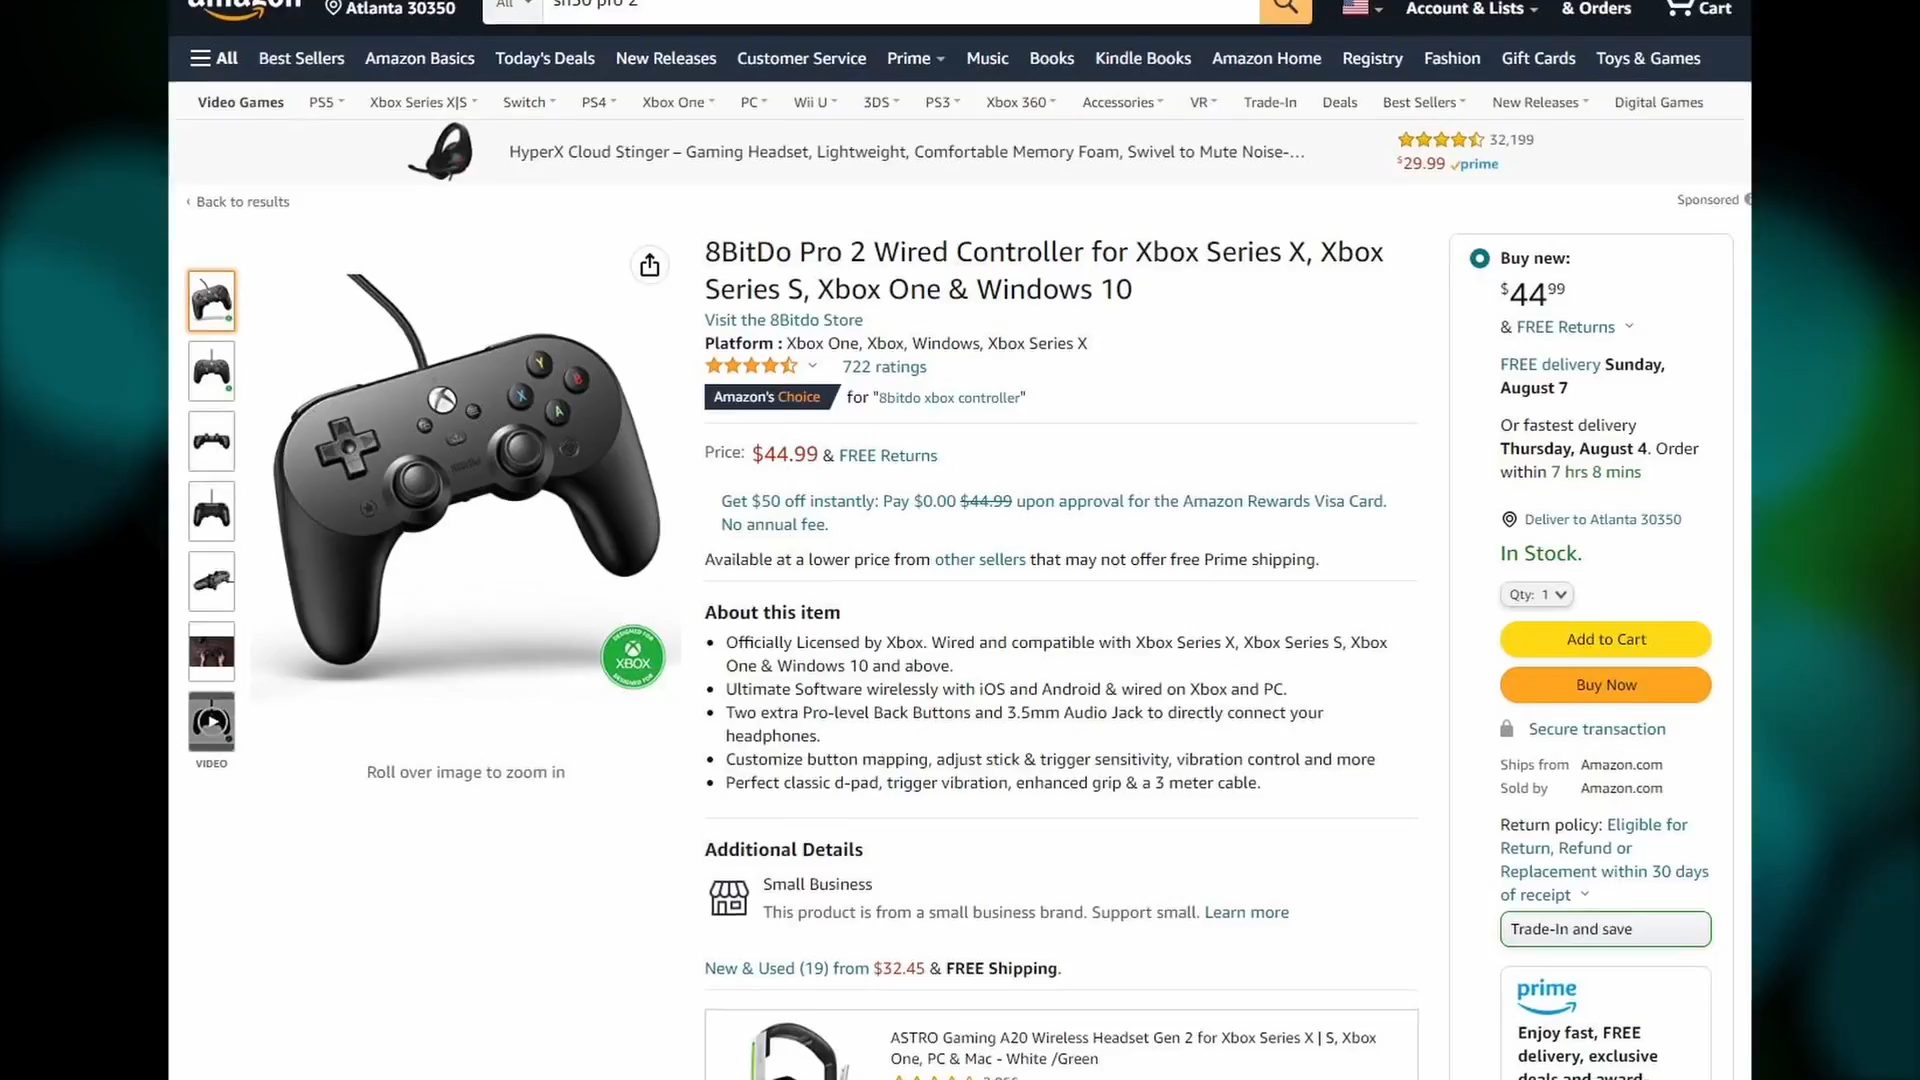 amazon
Atlanta 30350
All
sn30 pro 2
Account & Lists
& Orders
Cart
All
Best Sellers
Amazon Basics
Today's Deals
New Releases
Customer Service
Prime
Music
Books
Kindle Books
Amazon Home
Registry
Fashion
Gift Cards
Toys & Games
Video Games
PS5
Xbox Series X|S
Switch
PS4
Xbox One
PC
Wii U
3DS
PS3
Xbox 360
Accessories
VR
Trade-In
Deals
Best Sellers
New Releases
Digital Games
HyperX Cloud Stinger – Gaming Headset, Lightweight, Comfortable Memory Foam, Swivel to Mute Noise-...
32,199
$29.99 prime
‹ Back to results
Sponsored
8BitDo Pro 2 Wired Controller for Xbox Series X, Xbox
Series S, Xbox One & Windows 10
Visit the 8Bitdo Store
Platform : Xbox One, Xbox, Windows, Xbox Series X
722 ratings
Amazon's Choice for "8bitdo xbox controller"
Price: $44.99 & FREE Returns
Get $50 off instantly: Pay $0.00 $44.99 upon approval for the Amazon Rewards Visa Card.
No annual fee.
Available at a lower price from other sellers that may not offer free Prime shipping.
About this item
• Officially Licensed by Xbox. Wired and compatible with Xbox Series X, Xbox Series S, Xbox
One & Windows 10 and above.
• Ultimate Software wirelessly with iOS and Android & wired on Xbox and PC.
• Two extra Pro-level Back Buttons and 3.5mm Audio Jack to directly connect your
headphones.
• Customize button mapping, adjust stick & trigger sensitivity, vibration control and more
• Perfect classic d-pad, trigger vibration, enhanced grip & a 3 meter cable.
Additional Details
Small Business
This product is from a small business brand. Support small. Learn more
New & Used (19) from $32.45 & FREE Shipping.
ASTRO Gaming A20 Wireless Headset Gen 2 for Xbox Series X | S, Xbox
One, PC & Mac - White /Green
Y
B
X
A
DESIGNED FOR
XBOX
DESIGNED FOR
VIDEO
Roll over image to zoom in
Buy new:
$44.99
& FREE Returns
FREE delivery Sunday,
August 7
Or fastest delivery
Thursday, August 4. Order
within 7 hrs 8 mins
Deliver to Atlanta 30350
In Stock.
Qty: 1
Add to Cart
Buy Now
Secure transaction
Ships from Amazon.com
Sold by Amazon.com
Return policy: Eligible for
Return, Refund or
Replacement within 30 days
of receipt
Trade-In and save
prime
Enjoy fast, FREE
delivery, exclusive
deals and award-